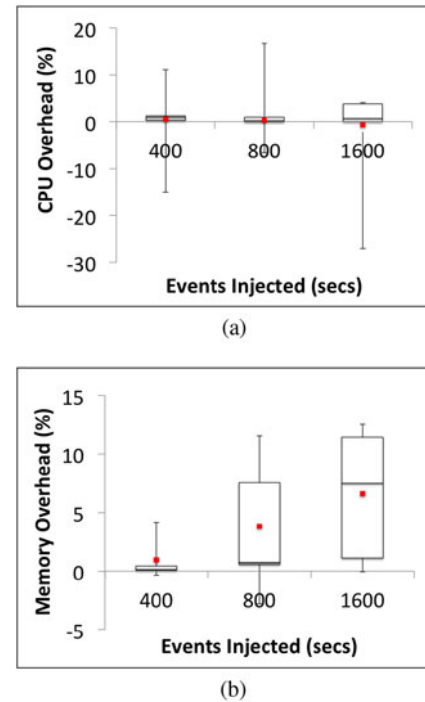 CPU Overhead (%)
20
10
0
-10
-20
-30
400 800 1600
Events Injected (secs)
(a)
Memory Overhead (%)
15
10
5
0
-5
400 800 1600
Events Injected (secs)
(b)